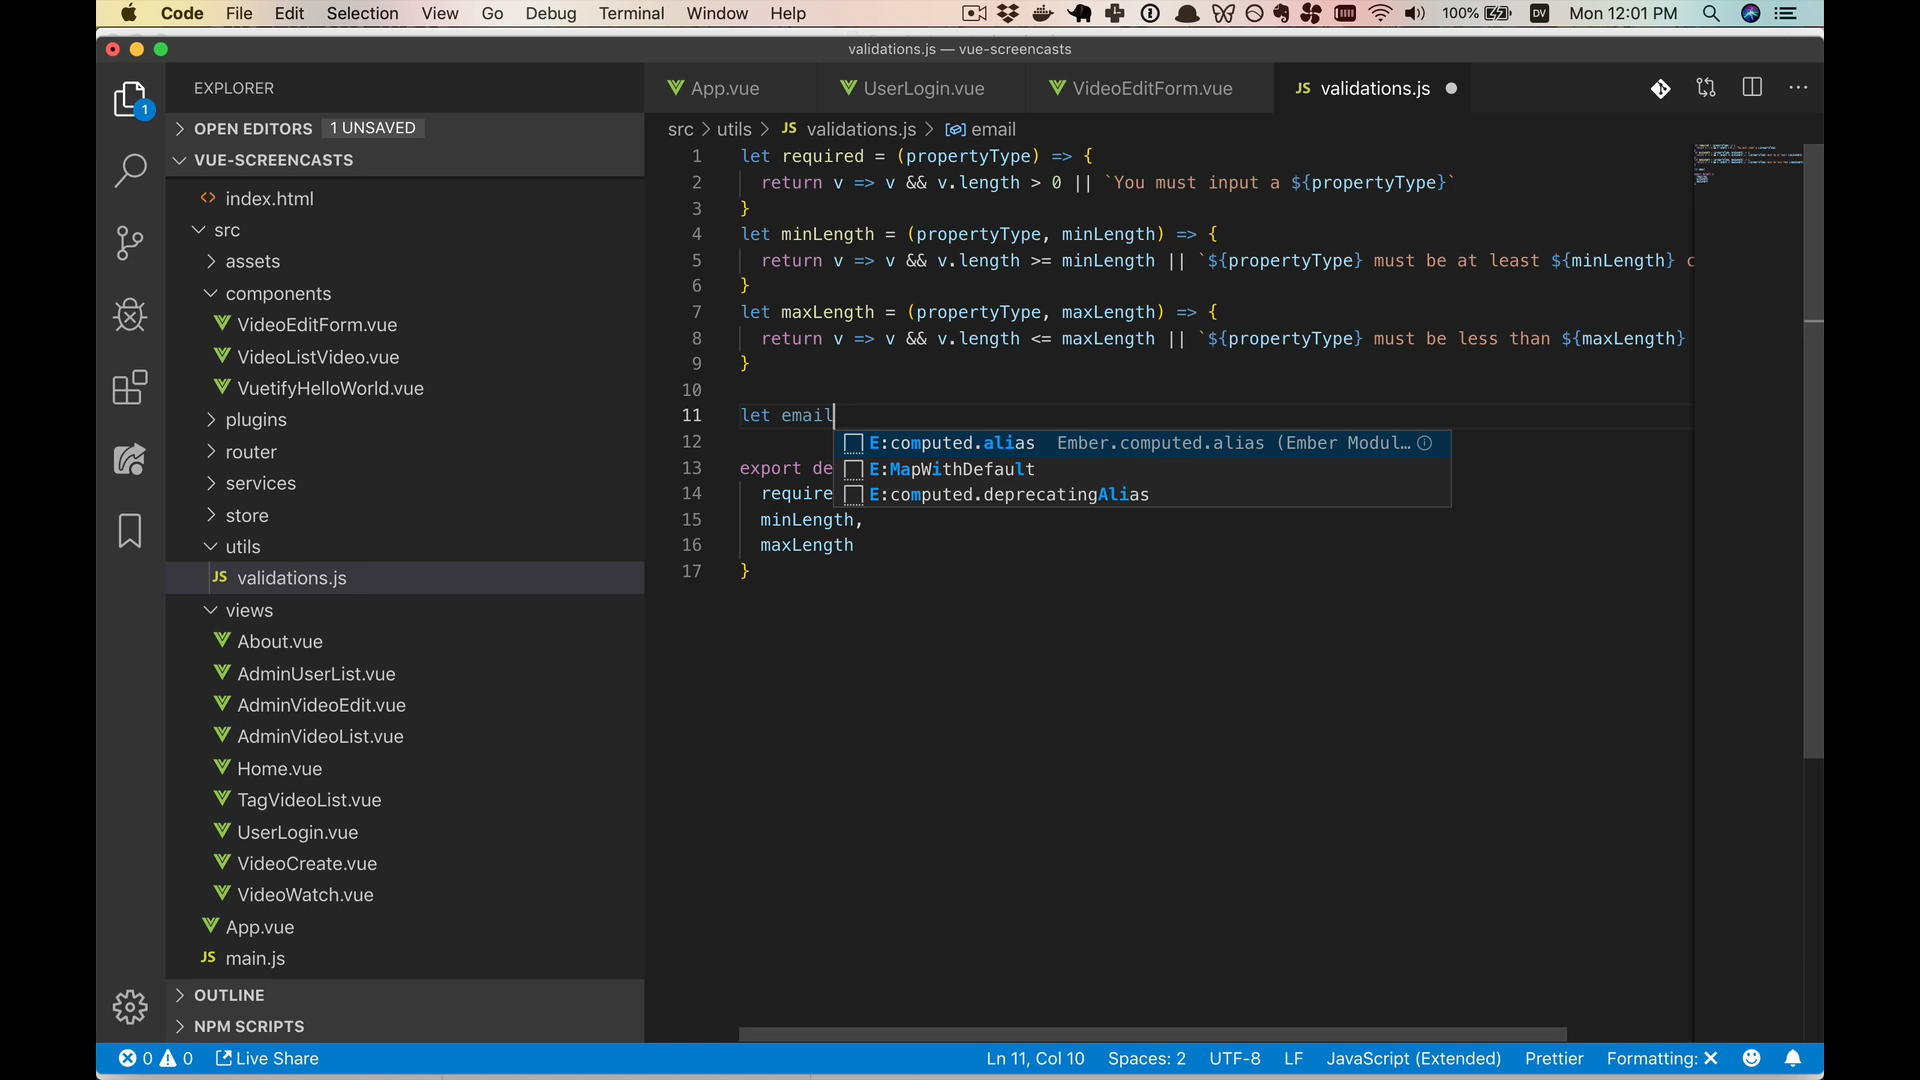 Code File Edit Selection View Go Debug Terminal Window Help 100% DV Mon 12:01 PM
validations.js — vue-screencasts
EXPLORER
1
App.vue UserLogin.vue VideoEditForm.vue JS validations.js
OPEN EDITORS 1 UNSAVED
src > utils > JS validations.js > email
VUE-SCREENCASTS
index.html
src
assets
components
VideoEditForm.vue
VideoListVideo.vue
VuetifyHelloWorld.vue
plugins
router
services
store
utils
JS validations.js
views
About.vue
AdminUserList.vue
AdminVideoEdit.vue
AdminVideoList.vue
Home.vue
TagVideoList.vue
UserLogin.vue
VideoCreate.vue
VideoWatch.vue
App.vue
JS main.js
OUTLINE
NPM SCRIPTS
1 let required = (propertyType) => {
2 return v => v && v.length > 0 || `You must input a ${propertyType}`
3 }
4 let minLength = (propertyType, minLength) => {
5 return v => v && v.length >= minLength || `${propertyType} must be at least ${minLength} c
6 }
7 let maxLength = (propertyType, maxLength) => {
8 return v => v && v.length <= maxLength || `${propertyType} must be less than ${maxLength}
9 }
10
11 let email
E:computed.alias Ember.computed.alias (Ember Modul...
E:MapWithDefault
E:computed.deprecatingAlias
12
13 export de
14 require
15 minLength,
16 maxLength
17 }
0 0 Live Share Ln 11, Col 10 Spaces: 2 UTF-8 LF JavaScript (Extended) Prettier Formatting: ✕